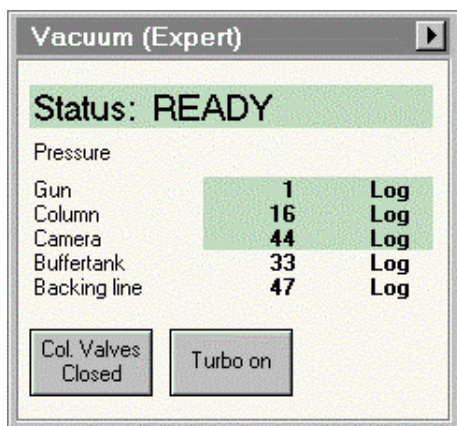 Vacuum (Expert)
Status: READY
Pressure
Gun 1 Log
Column 16 Log
Camera 44 Log
Buffertank 33 Log
Backing line 47 Log
Col. Valves
Closed
Turbo on